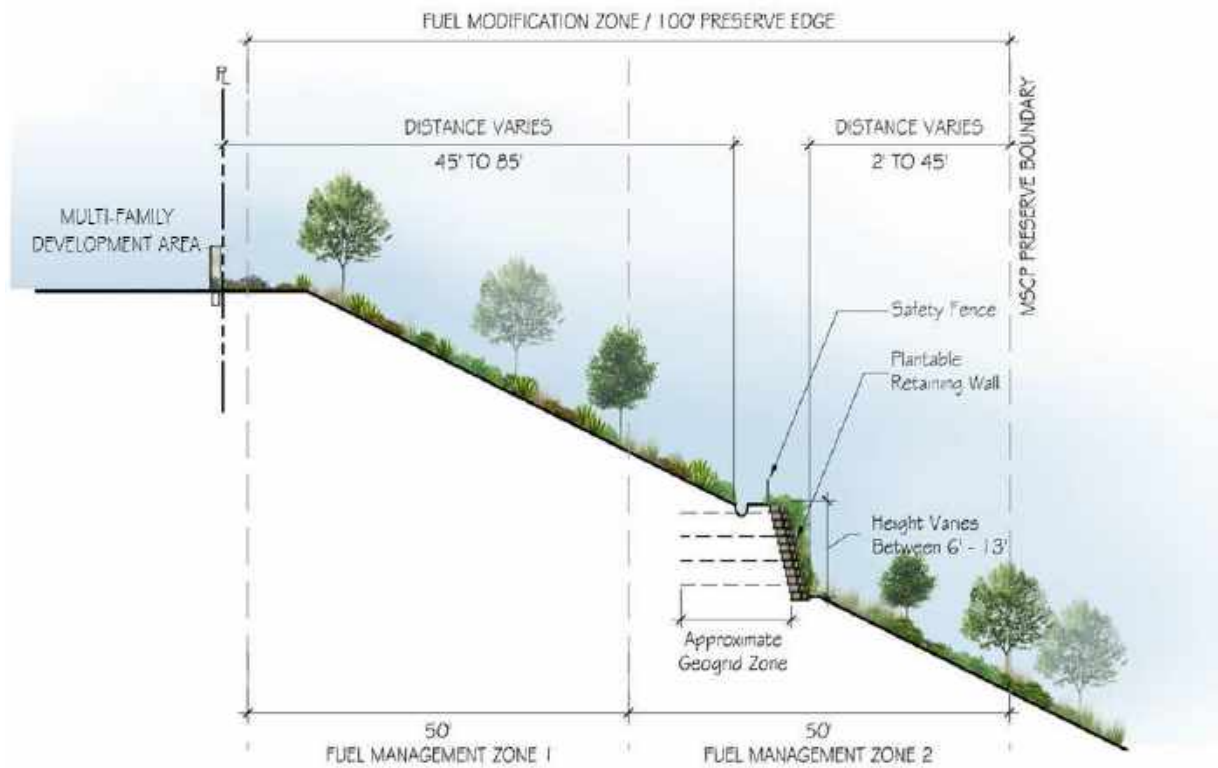 FUEL MODIFICATION ZONE / 100' PRESERVE EDGE
PL
DISTANCE VARIES
45' TO 85'
DISTANCE VARIES
2' TO 45'
MSCP PRESERVE BOUNDARY
MULTI-FAMILY
DEVELOPMENT AREA
Safety Fence
Plantable
Retaining Wall
Height Varies
Between 6' - 13'
Approximate
Geogrid Zone
50'
FUEL MANAGEMENT ZONE 1
50'
FUEL MANAGEMENT ZONE 2